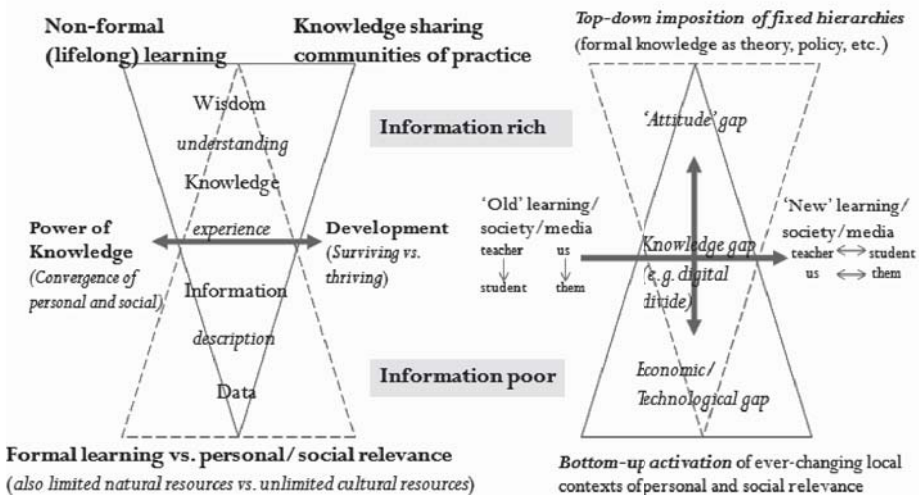 Non-formal
(lifelong) learning
Knowledge sharing
communities of practice
Wisdom
understanding
Knowledge
experience
Power of
Knowledge
(Convergence of
personal and social)
Development
(Surviving vs.
thriving)
Information
description
Data
Formal learning vs. personal/ social relevance
(also limited natural resources vs. unlimited cultural resources)
Information rich
Information poor
Top-down imposition of fixed hierarchies
(formal knowledge as theory, policy, etc.)
'Attitude' gap
'Old' learning/
society/media
teacher us
student them
Knowledge gap
(e.g. digital
divide)
'New' learning/
society/media
teacher student
us them
Economic/
Technological gap
Bottom-up activation of ever-changing local
contexts of personal and social relevance